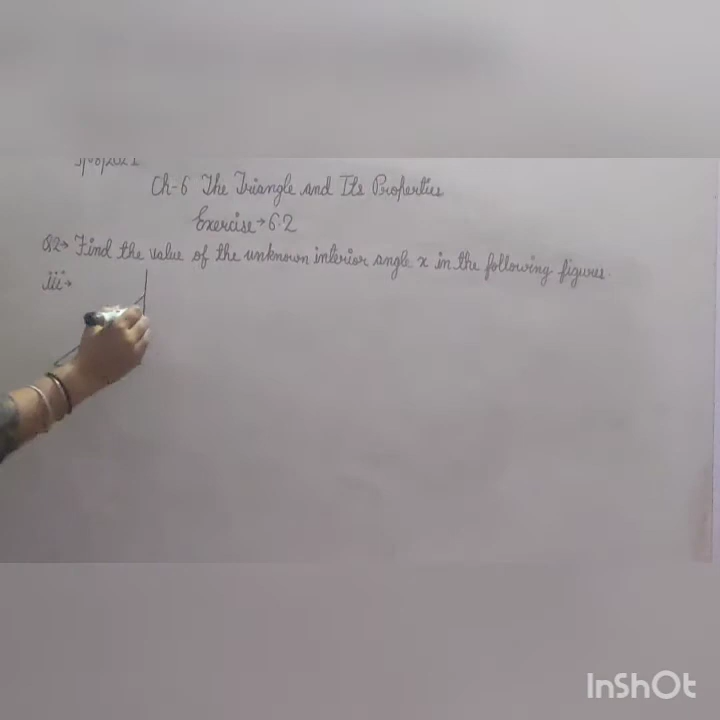 Ch-6 The Triangle and Its Properties
Exercise→6.2
Q2→ Find the value of the unknown interior angle x in the following figures.
iii→
InShOt